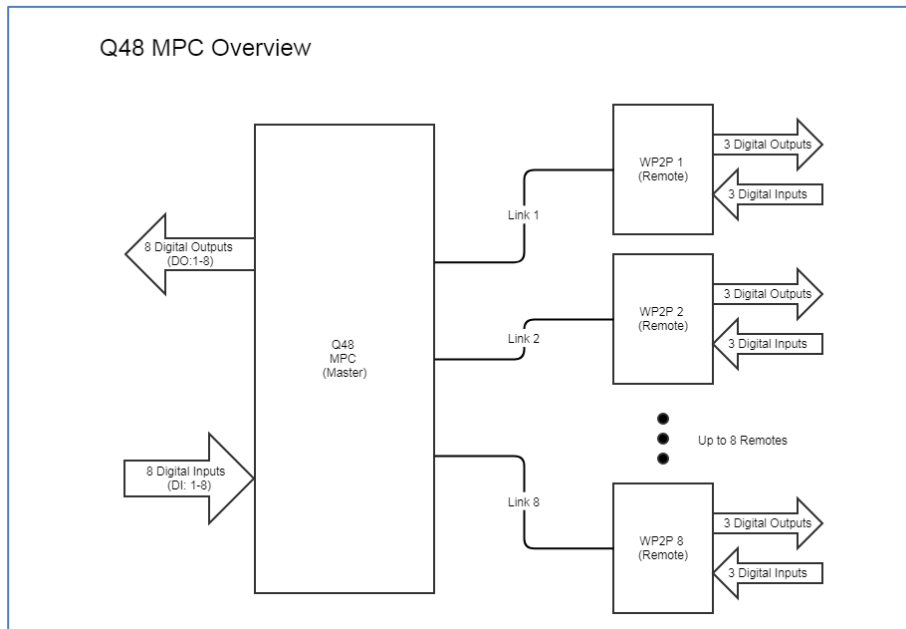 Q48 MPC Overview
8 Digital Outputs
(DO:1-8)
8 Digital Inputs
(DI: 1-8)
Q48
MPC
(Master)
Link 1
Link 2
Link 8
WP2P 1
(Remote)
3 Digital Outputs
3 Digital Inputs
WP2P 2
(Remote)
3 Digital Outputs
3 Digital Inputs
Up to 8 Remotes
WP2P 8
(Remote)
3 Digital Outputs
3 Digital Inputs